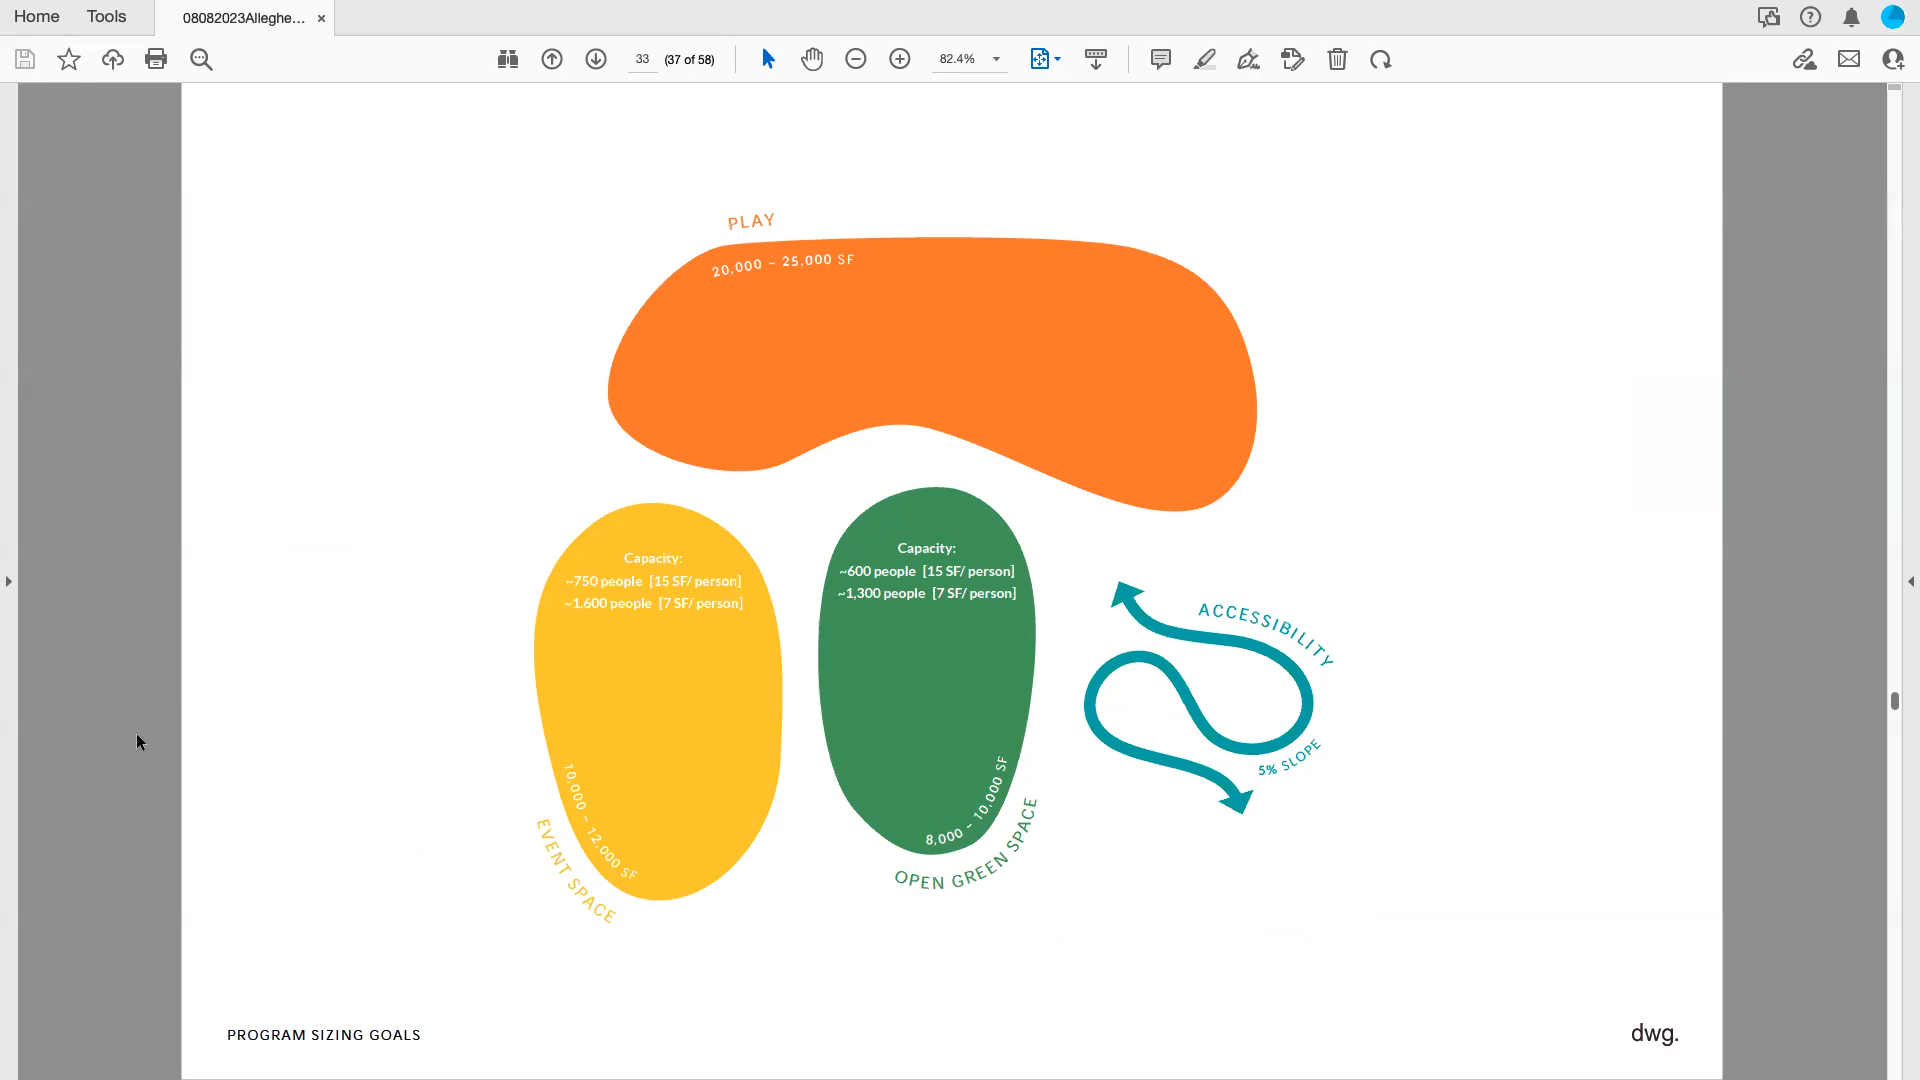 Home
Tools
08082023Alleghe...
33
(37 of 58)
82.4%
PLAY
20,000 – 25,000 SF
Capacity:
~750 people [15 SF/ person]
~1,600 people [7 SF/ person]
10,000 – 12,000 SF
EVENT SPACE
Capacity:
~600 people [15 SF/ person]
~1,300 people [7 SF/ person]
8,000 – 10,000 SF
OPEN GREEN SPACE
ACCESSIBILITY
5% SLOPE
PROGRAM SIZING GOALS
dwg.